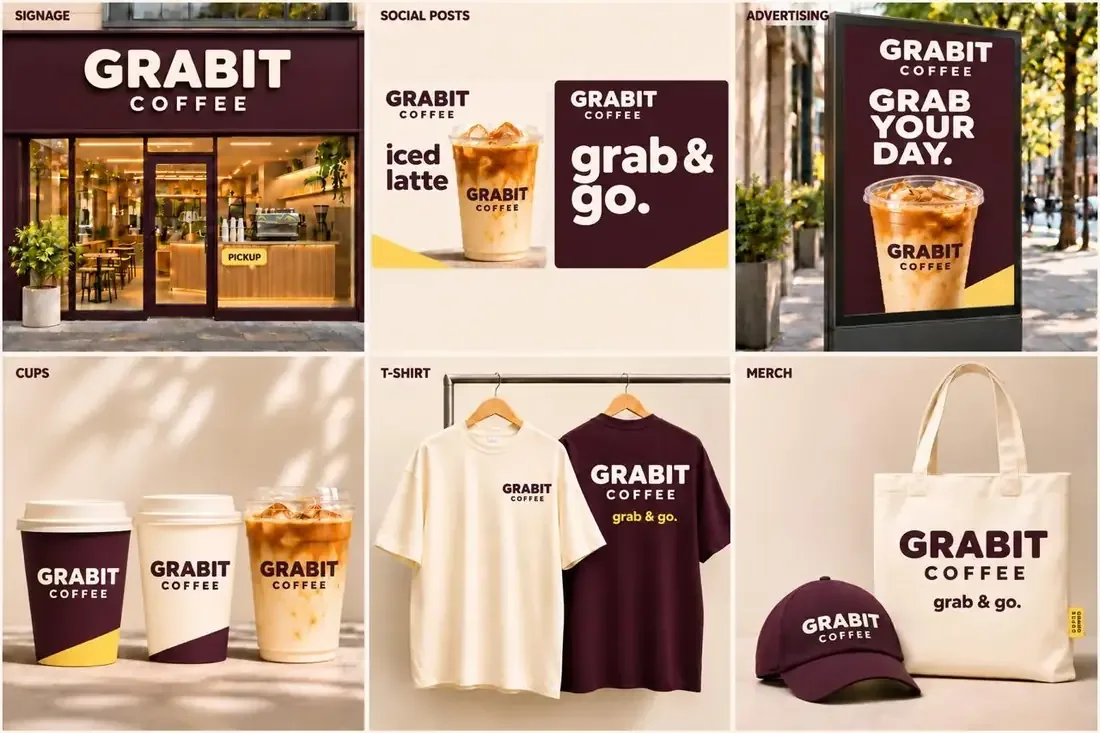 SIGNAGE
GRABIT
COFFEE
PICKUP
SOCIAL POSTS
GRABIT
COFFEE
iced
latte
GRABIT
COFFEE
GRABIT
COFFEE
grab &
go.
ADVERTISING
GRABIT
COFFEE
GRAB
YOUR
DAY.
GRABIT
COFFEE
CUPS
GRABIT
COFFEE
GRABIT
COFFEE
GRABIT
COFFEE
T-SHIRT
GRABIT
COFFEE
GRABIT
COFFEE
grab & go.
MERCH
GRABIT
COFFEE
GRABIT
COFFEE
grab & go.